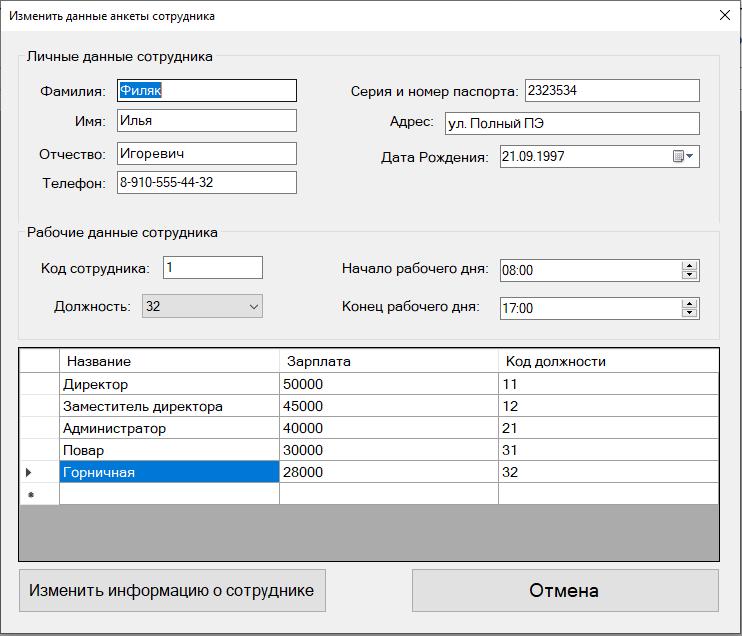 Изменить данные анкеты сотрудника
Личные данные сотрудника
Фамилия: Филяк
Серия и номер паспорта: 2323534
Имя: Илья
Адрес: ул. Полный ПЭ
Отчество: Игоревич
Дата Рождения: 21.09.1997
Телефон: 8-910-555-44-32
Рабочие данные сотрудника
Код сотрудника: 1
Начало рабочего дня: 08:00
Должность: 32
Конец рабочего дня: 17:00
Название Зарплата Код должности
Директор 50000 11
Заместитель директора 45000 12
Администратор 40000 21
Повар 30000 31
Горничная 28000 32
Изменить информацию о сотруднике
Отмена